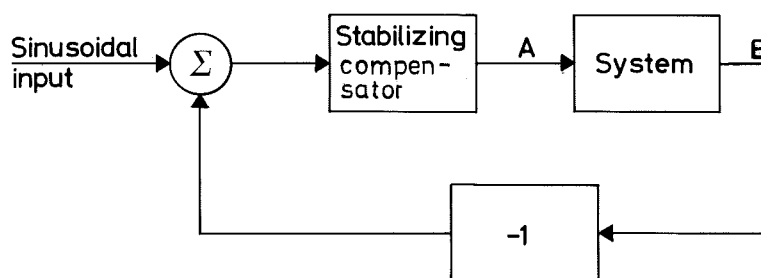 Sinusoidal
input
Σ
Stabilizing
compen-
sator
A
System
B
-1